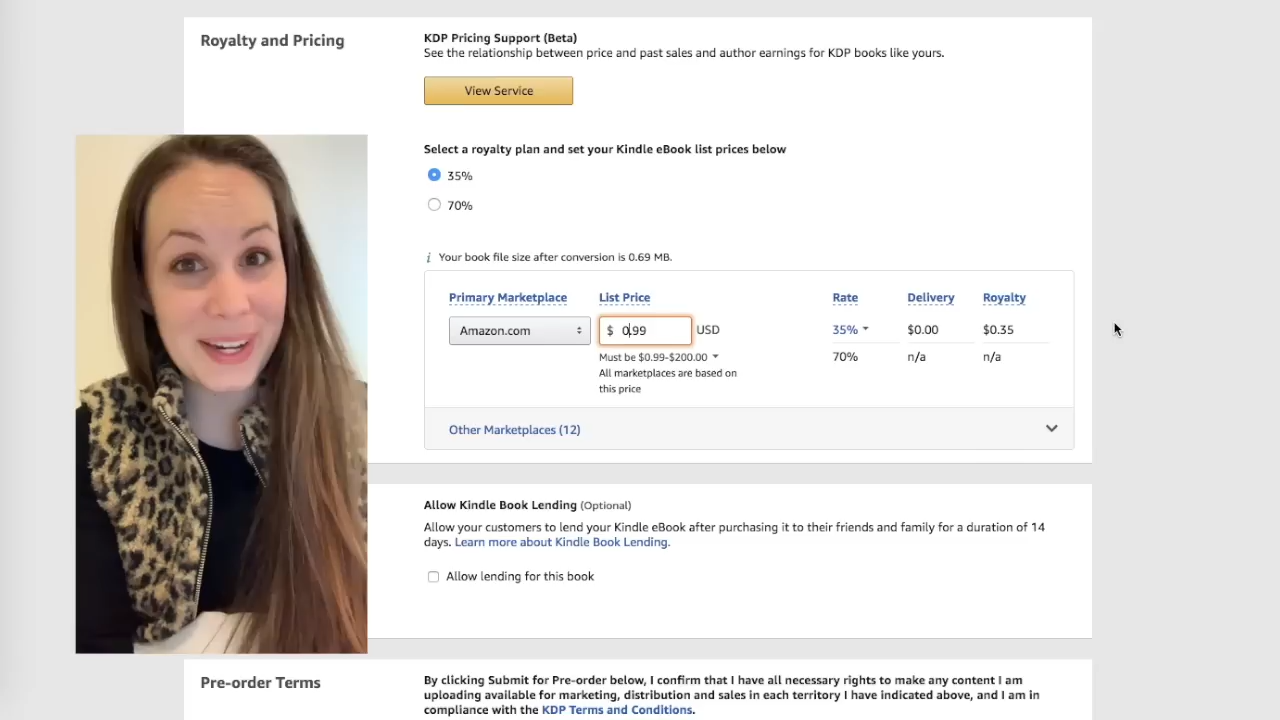 Royalty and Pricing
KDP Pricing Support (Beta)
See the relationship between price and past sales and author earnings for KDP books like yours.
View Service
Select a royalty plan and set your Kindle eBook list prices below
35%
70%
i Your book file size after conversion is 0.69 MB.
Primary Marketplace List Price Rate Delivery Royalty
Amazon.com $ 0.99 USD 35% $0.00 $0.35
Must be $0.99-$200.00 70% n/a n/a
All marketplaces are based on
this price
Other Marketplaces (12)
Allow Kindle Book Lending (Optional)
Allow your customers to lend your Kindle eBook after purchasing it to their friends and family for a duration of 14
days. Learn more about Kindle Book Lending.
Allow lending for this book
Pre-order Terms
By clicking Submit for Pre-order below, I confirm that I have all necessary rights to make any content I am
uploading available for marketing, distribution and sales in each territory I have indicated above, and I am in
compliance with the KDP Terms and Conditions.